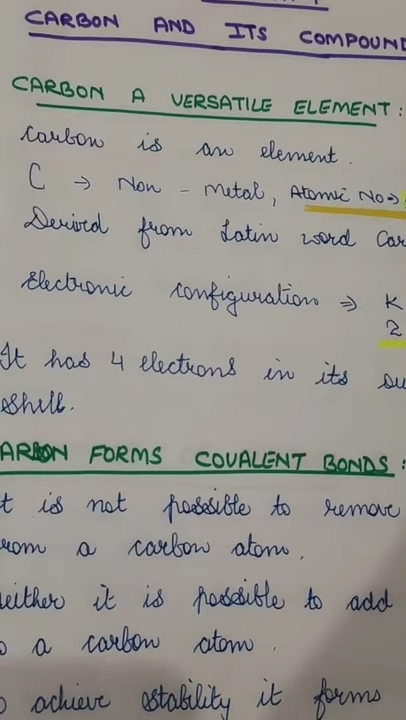 CARBON AND ITS COMPOUND
CARBON A VERSATILE ELEMENT :
Carbon is an element.
C → Non - Metal, Atomic No →
Derived from Latin word Car
Electronic configuration ⇒ K
2
It has 4 electrons in its ou
shell.
ARBON FORMS COVALENT BONDS :
t is not possible to remove
rom a carbon atom.
either it is possible to add
o a carbon atom.
o achieve stability it forms